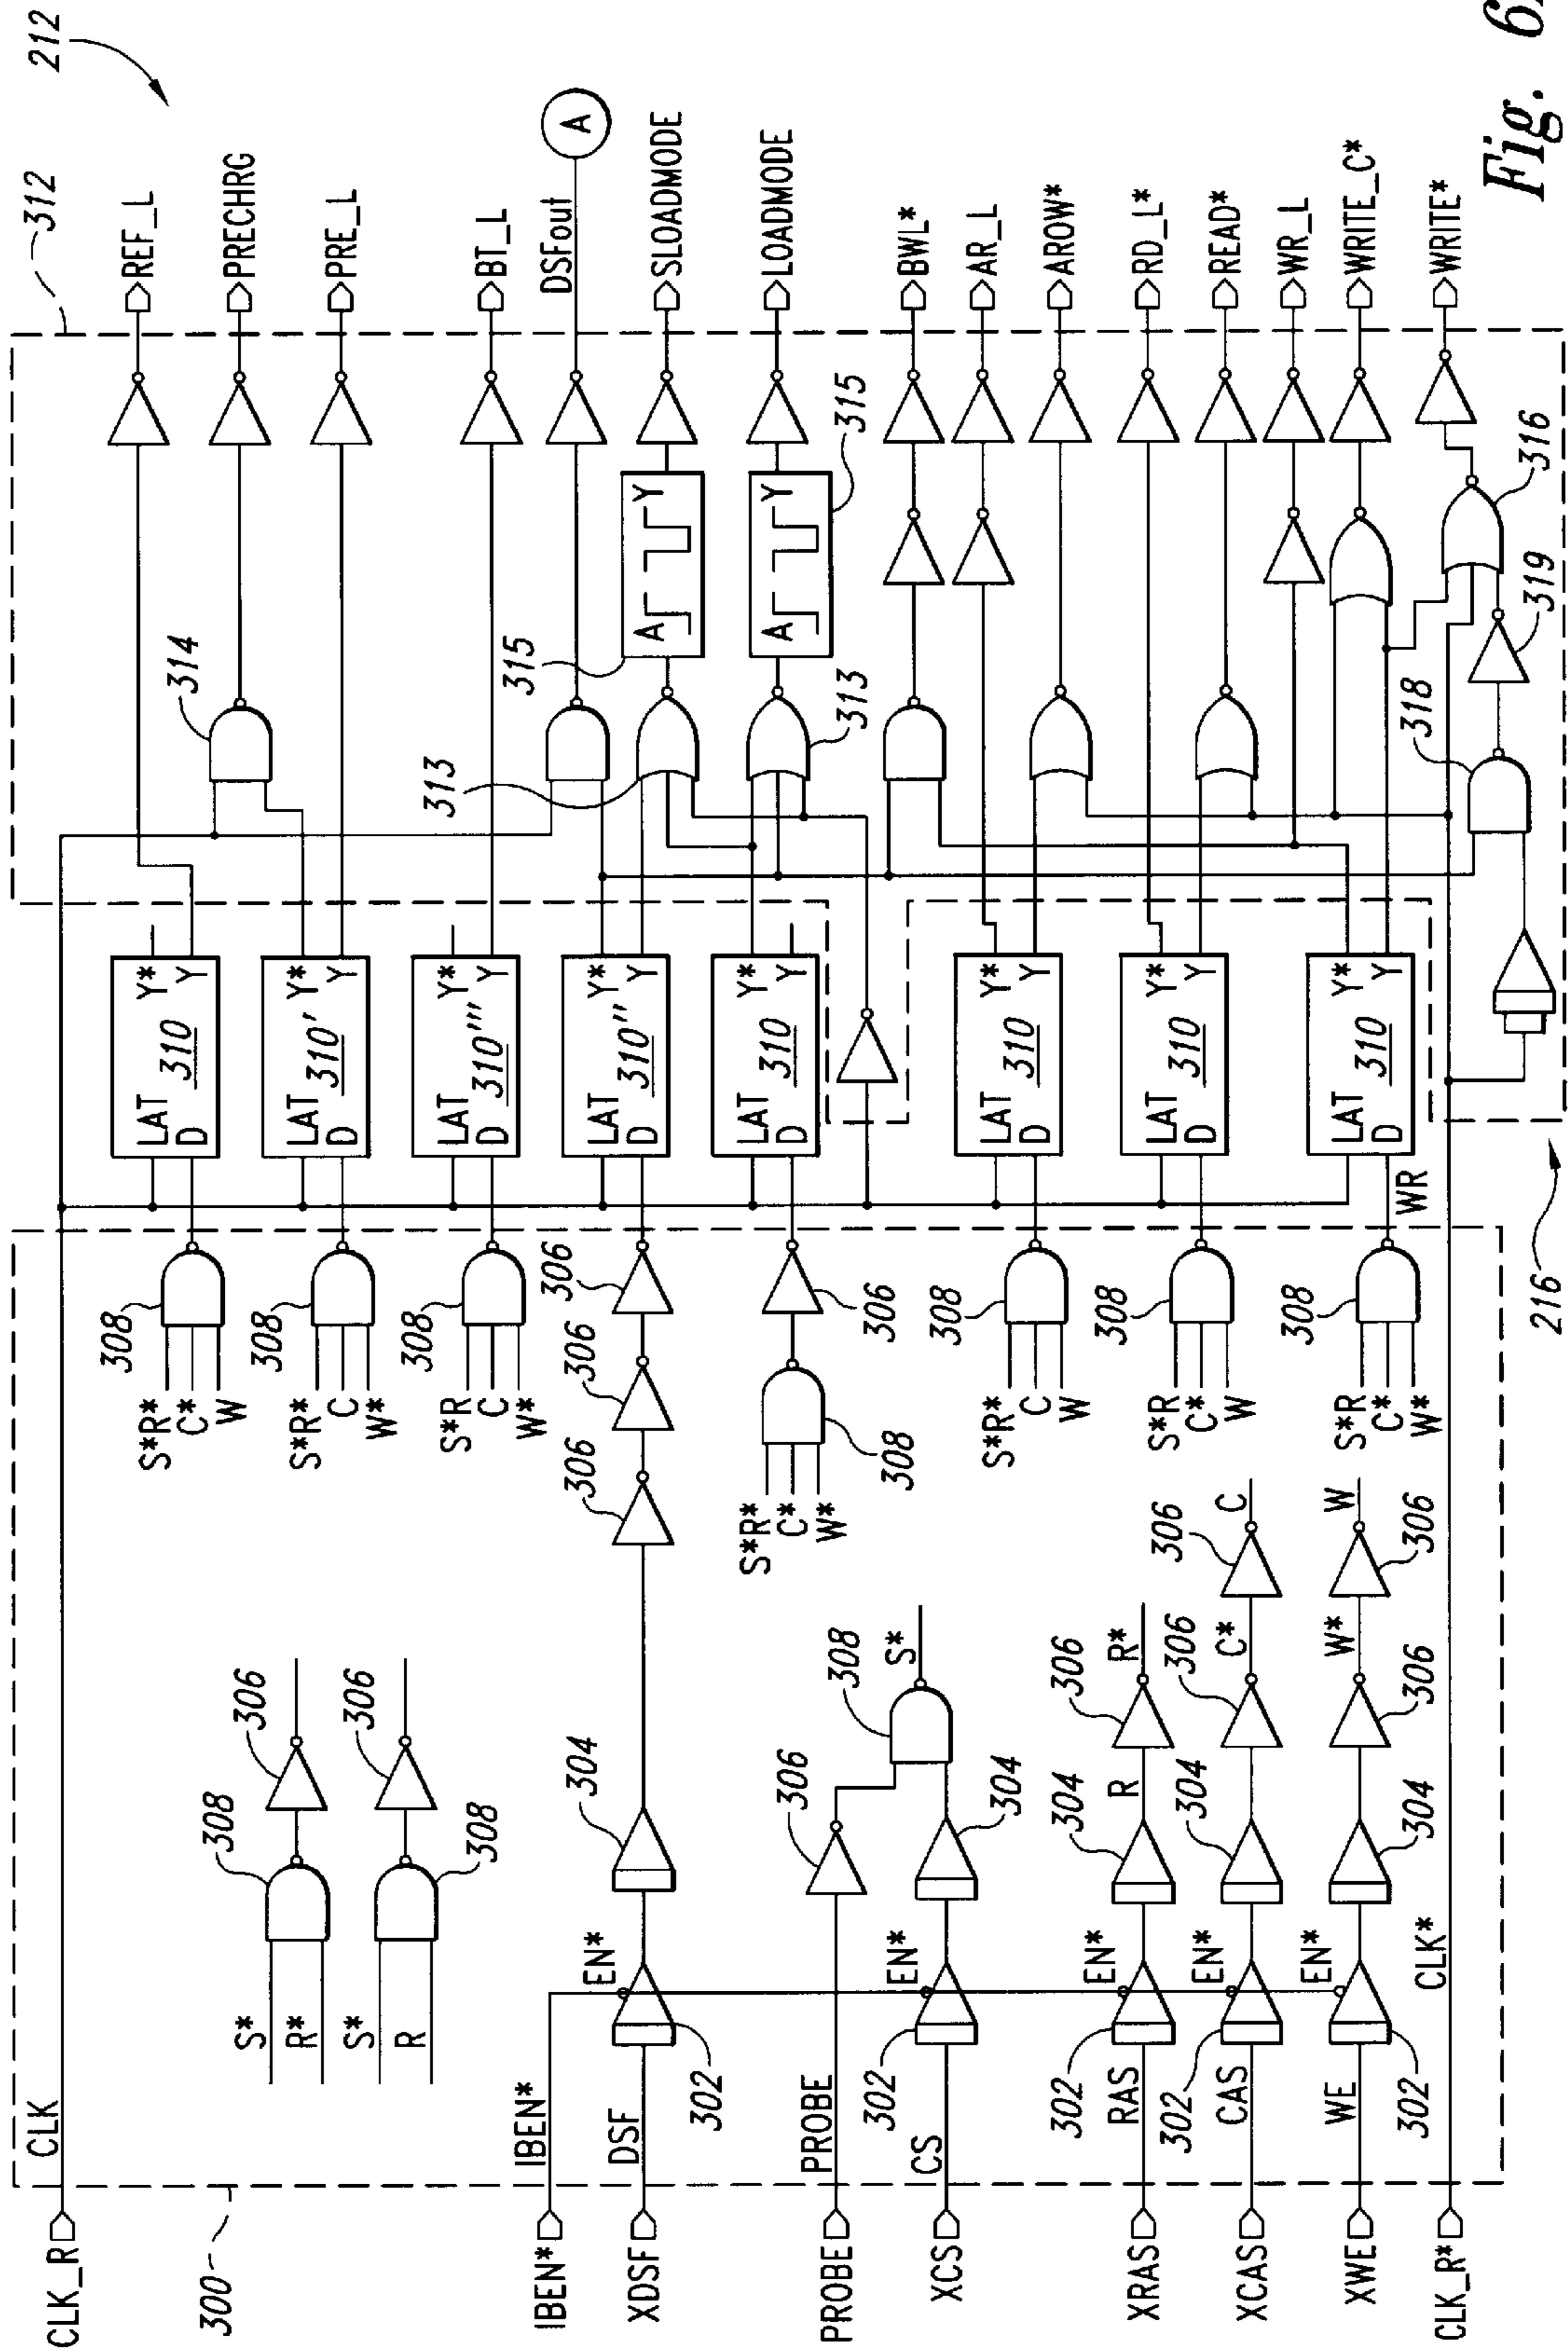 212
312
REF_L
PRECHRG
PRE_L
BT_L
DSFout
A
SLOADMODE
LOADMODE
BWL*
AR_L
AROW*
RD_L*
READ*
WR_L
WRITE_C*
WRITE*
314
313
315
A Y
A Y
315
313
316
318
319
LAT Y*
D 310 Y
LAT Y*
D 310' Y
LAT Y*
D 310''' Y
LAT Y*
D 310'' Y
LAT Y*
D 310 Y
LAT Y*
D 310 Y
LAT Y*
D 310 Y
LAT Y*
D 310 Y
WR
216
308
S*R*
C*
W
308
S*R*
C
W*
308
S*R
C
W*
306
306
306
306
308
S*R*
C*
W*
308
S*R*
C
W
308
S*R
C*
W
308
S*R
C*
W*
S*
R*
308
306
S*
R
308
306
300
CLK_R
CLK
IBEN*
IBEN*
XDSF
DSF
EN*
302
304
PROBE
PROBE
306
308
S*
XCS
CS
302
EN*
304
XRAS
RAS
302
EN*
304
R
306
R*
XCAS
CAS
302
EN*
304
306
C*
306
C
XWE
WE
302
EN*
304
306
W*
306
W
CLK_R*
CLK*
Fig.